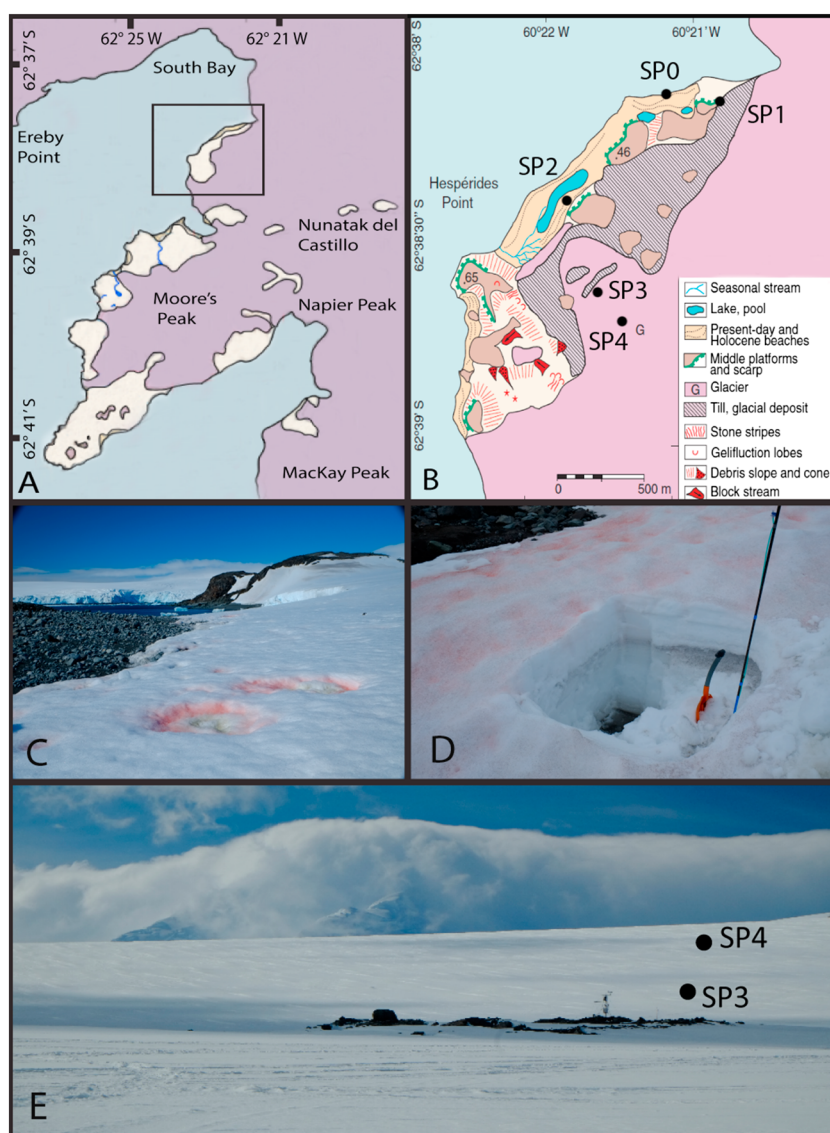 62° 25 W
62° 21 W
62° 37' S
South Bay
Ereby
Point
62° 39' S
Nunatak del
Castillo
Moore's
Peak
Napier Peak
62° 41' S
MacKay Peak
A
60°22 W
60°21 W
62°38' S
SP0
SP1
.46
SP2
Hespérides
Point
62°38'30'' S
.65
SP3
SP4
G
62°39' S
B
0
500 m
Seasonal stream
Lake, pool
Present-day and
Holocene beaches
Middle platforms
and scarp
G
Glacier
Till, glacial deposit
Stone stripes
Gelifluction lobes
Debris slope and cone
Block stream
C
D
SP4
SP3
E